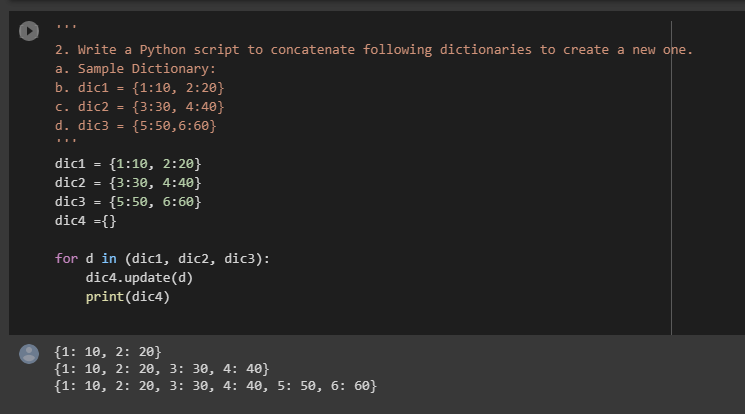 '''
2. Write a Python script to concatenate following dictionaries to create a new one.
a. Sample Dictionary:
b. dic1 = {1:10, 2:20}
c. dic2 = {3:30, 4:40}
d. dic3 = {5:50,6:60}
'''
dic1 = {1:10, 2:20}
dic2 = {3:30, 4:40}
dic3 = {5:50, 6:60}
dic4 ={}
for d in (dic1, dic2, dic3):
    dic4.update(d)
    print(dic4)
{1: 10, 2: 20}
{1: 10, 2: 20, 3: 30, 4: 40}
{1: 10, 2: 20, 3: 30, 4: 40, 5: 50, 6: 60}